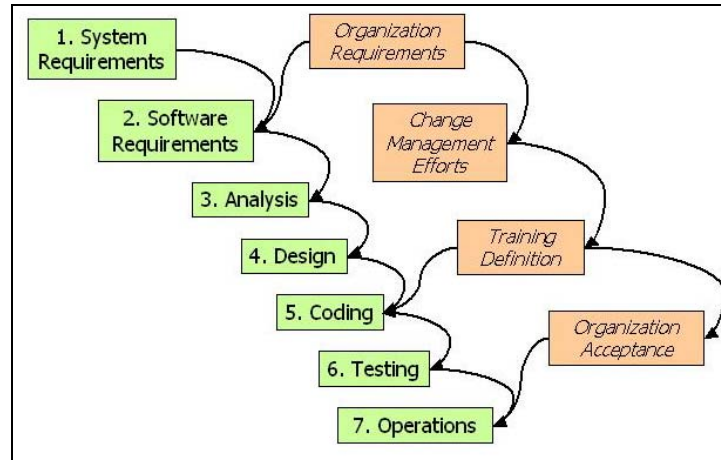 1. System
Requirements
Organization
Requirements
2. Software
Requirements
Change
Management
Efforts
3. Analysis
Training
Definition
4. Design
5. Coding
Organization
Acceptance
6. Testing
7. Operations